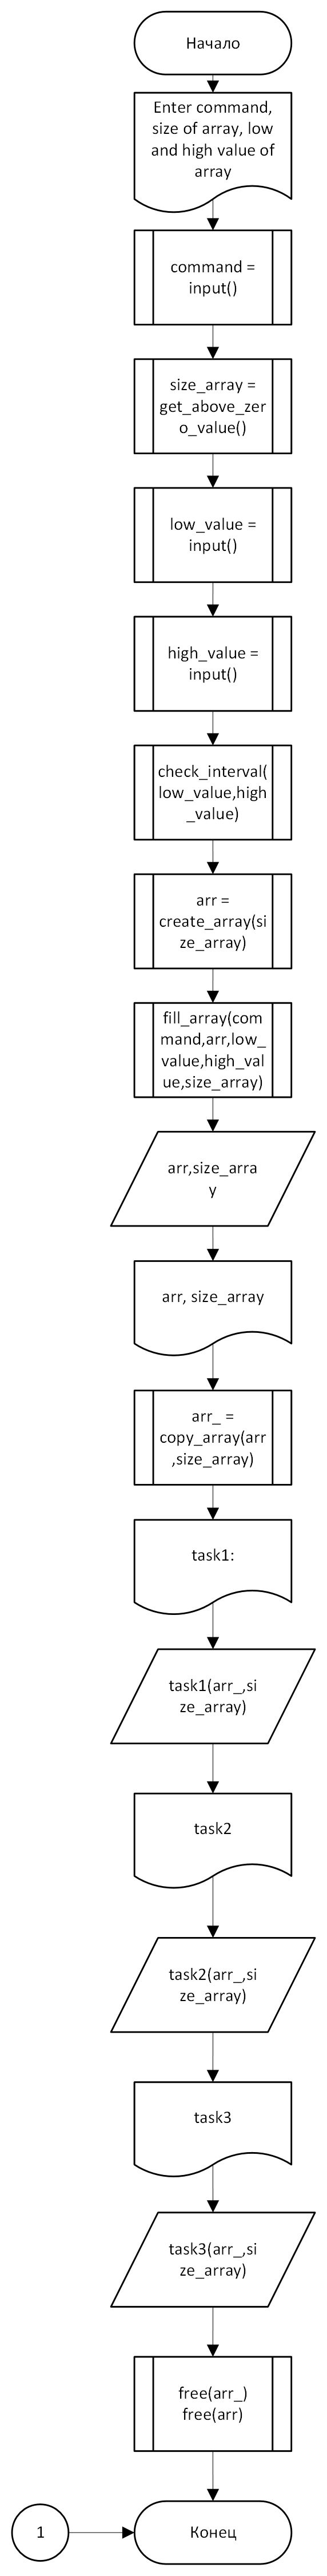 Начало
Enter command,
size of array, low
and high value of
array
command =
input()
size_array =
get_above_zer
o_value()
low_value =
input()
high_value =
input()
check_interval(
low_value,high
_value)
arr =
create_array(si
ze_array)
fill_array(com
mand,arr,low_
value,high_val
ue,size_array)
arr,size_arra
y
arr, size_array
arr_ =
copy_array(arr
,size_array)
task1:
task1(arr_,si
ze_array)
task2
task2(arr_,si
ze_array)
task3
task3(arr_,si
ze_array)
free(arr_)
free(arr)
1
Конец